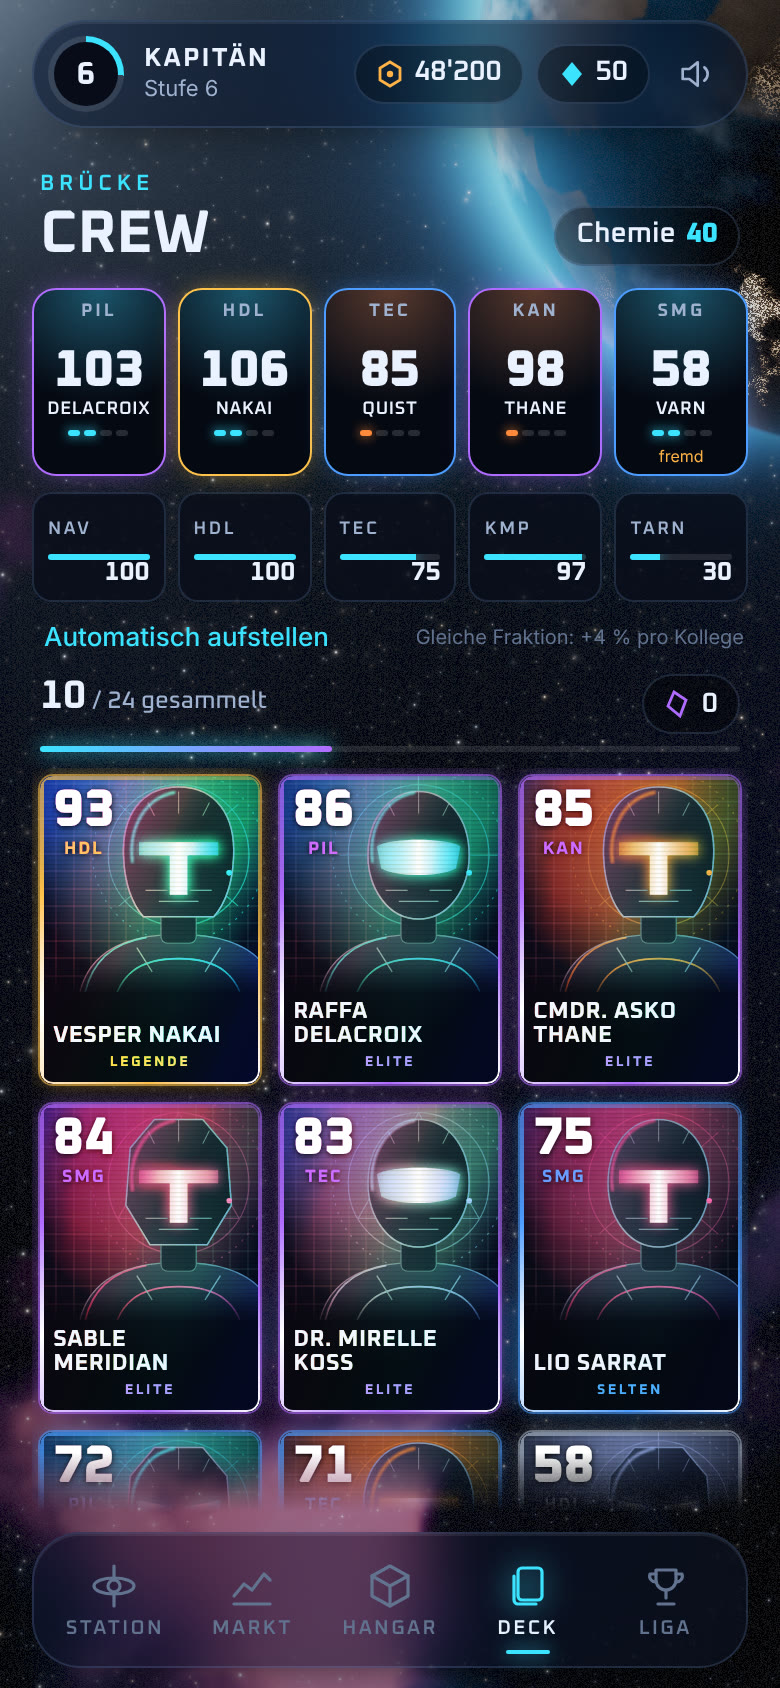 6
KAPITÄN
Stufe 6
48'200
50
BRÜCKE
CREW
Chemie 40
PIL
103
DELACROIX
HDL
106
NAKAI
TEC
85
QUIST
KAN
98
THANE
SMG
58
VARN
fremd
NAV
100
HDL
100
TEC
75
KMP
97
TARN
30
Automatisch aufstellen
Gleiche Fraktion: +4 % pro Kollege
10 / 24 gesammelt
0
93
HDL
VESPER NAKAI
LEGENDE
86
PIL
RAFFA
DELACROIX
ELITE
85
KAN
CMDR. ASKO
THANE
ELITE
84
SMG
SABLE
MERIDIAN
ELITE
83
TEC
DR. MIRELLE
KOSS
ELITE
75
SMG
LIO SARRAT
SELTEN
72
PIL
71
TEC
58
HDL
STATION
MARKT
HANGAR
DECK
LIGA